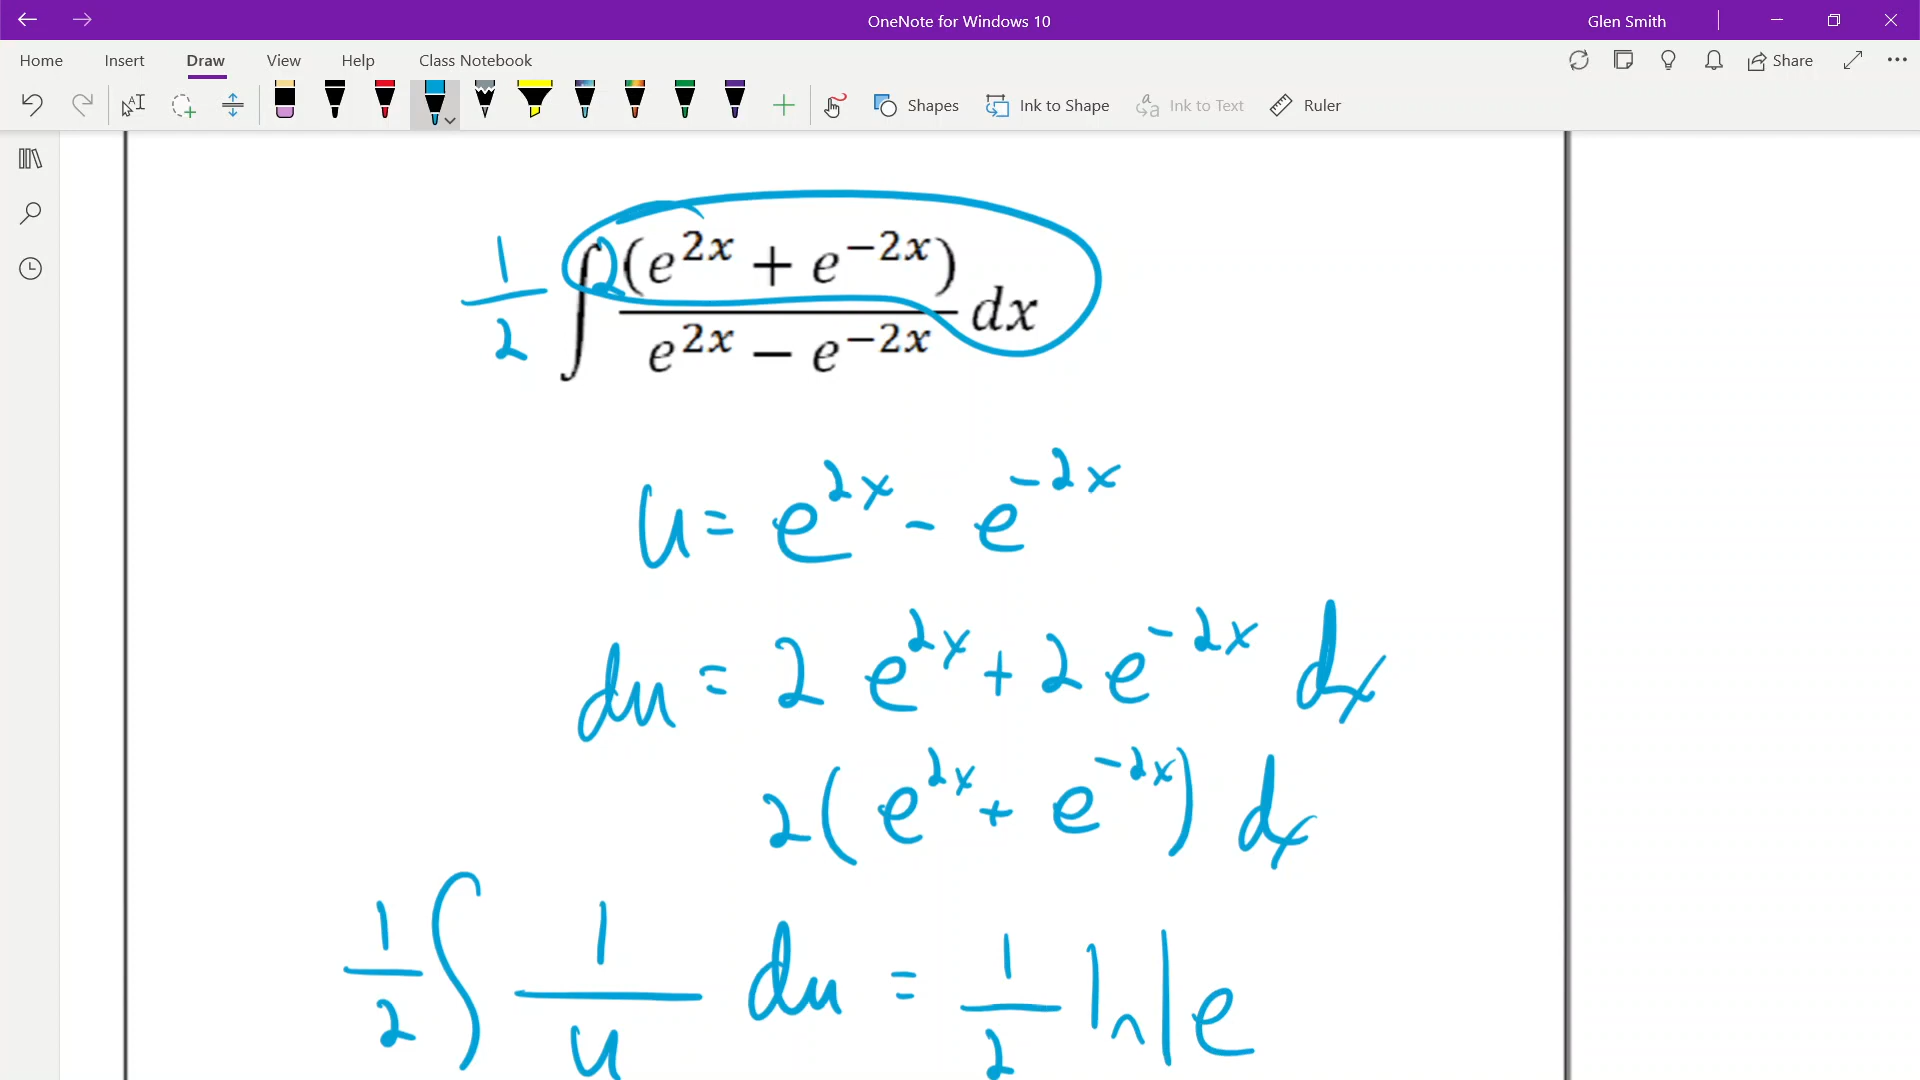 OneNote for Windows 10
Glen Smith
Home Insert Draw View Help Class Notebook Share
Shapes Ink to Shape Ink to Text Ruler
1/2 ∫ 2(e^{2x} + e^{-2x}) / (e^{2x} − e^{-2x}) dx
u = e^{2x} - e^{-2x}
du = 2 e^{2x} + 2 e^{-2x} dx
2(e^{2x} + e^{-2x}) dx
1/2 ∫ 1/u du = 1/2 ln|e